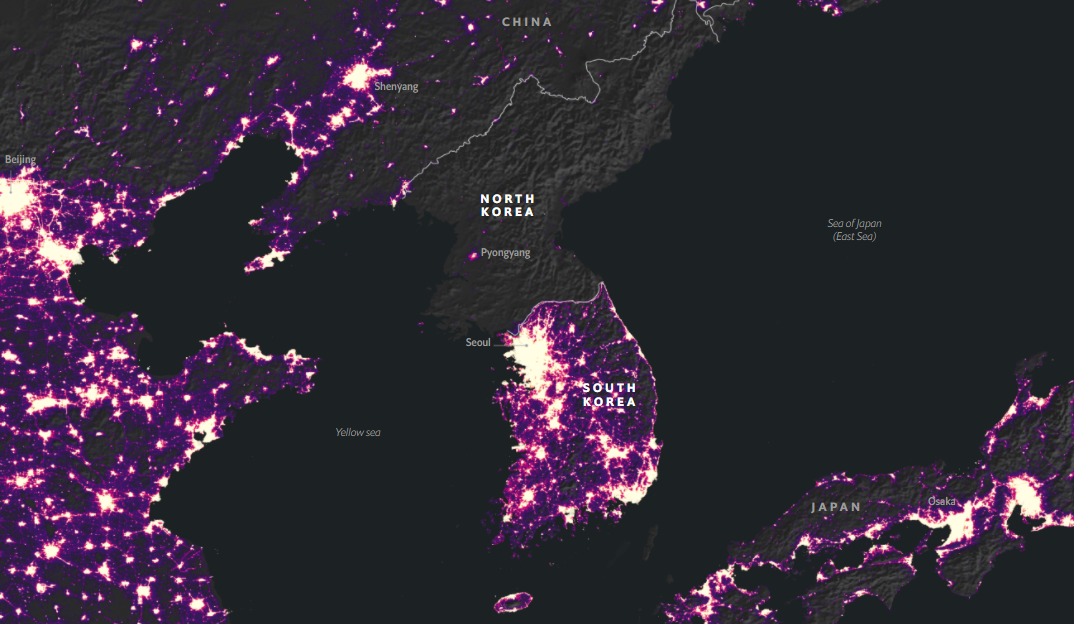 CHINA
Shenyang
Beijing
NORTH
KOREA
Sea of Japan
(East Sea)
Pyongyang
Seoul
SOUTH
KOREA
Yellow sea
Osaka
JAPAN